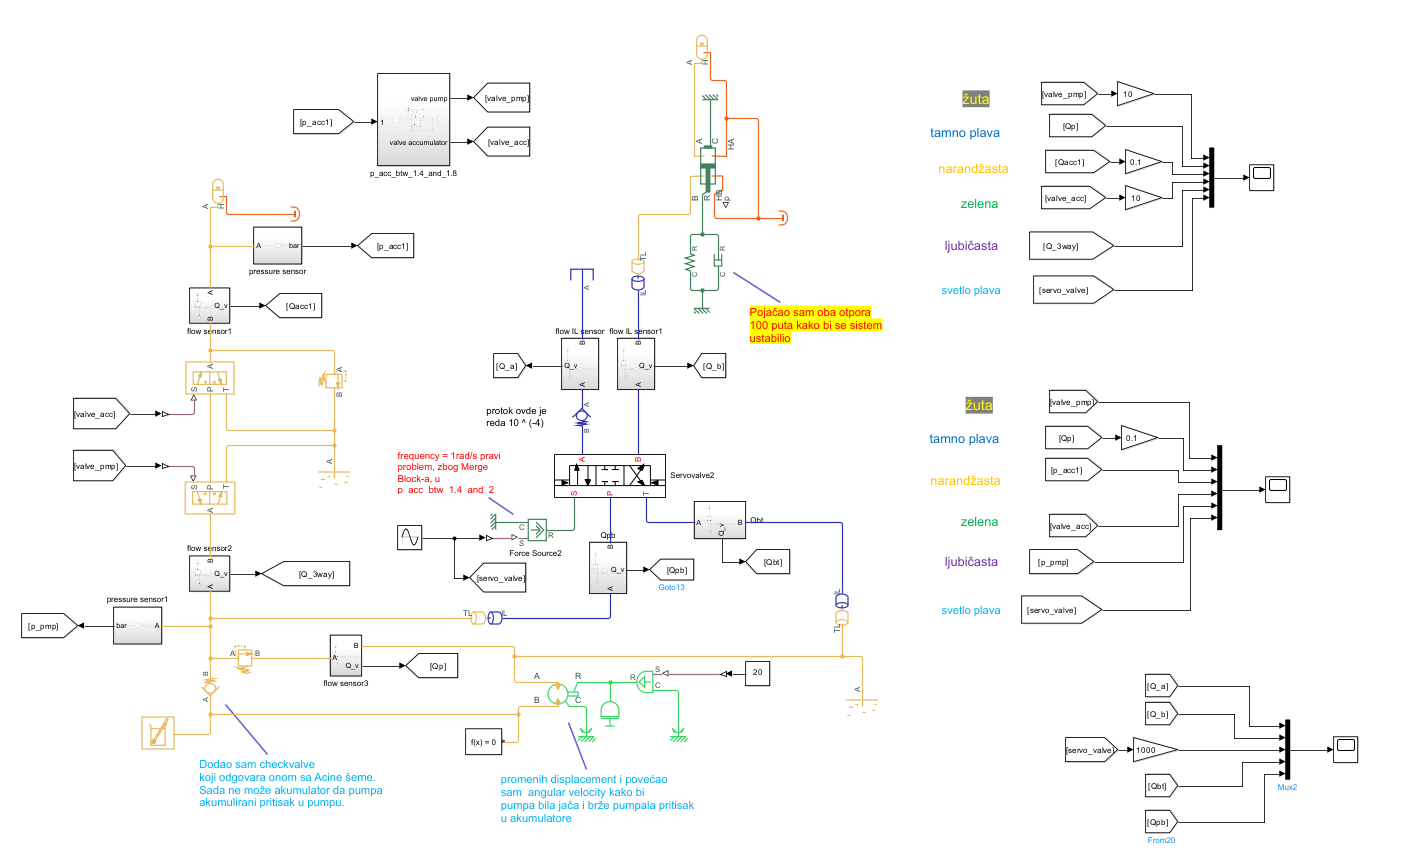 [p_acc1]
1
valve pump
valve accumulator
p_acc_btw_1.4_and_1.8
[valve_pmp]
[valve_acc]
A
H
A
bar
pressure sensor
[p_acc1]
A
Q_v
B
flow sensor1
[Qacc1]
A
S P T
A
B
[valve_acc]
[valve_pmp]
S P T
A
A
flow sensor2
B
Q_v
A
[Q_3way]
pressure sensor1
bar
A
[p_pmp]
A
B
B
A
B
A
Q_v
flow sensor3
[Qp]
Dodao sam checkvalve
koji odgovara onom sa Acine šeme.
Sada ne može akumulator da pumpa
akumulirani pritisak u pumpu.
A
H
A
C
HA
B
R
HB
p
R
C
R
C
TL
IL
A
Pojačao sam oba otpora
100 puta kako bi se sistem
ustabilio
flow IL sensor
flow IL sensor1
B
Q_v
A
B
Q_v
A
[Q_a]
[Q_b]
protok ovde je
reda 10 ^ (-4)
A
B
frequency = 1rad/s pravi
problem, zbog Merge
Block-a, u
p_acc_btw_1.4_and_2
A
B
S
P
T
Servovalve2
C
S
R
Force Source2
[servo_valve]
Qpb
B
Q_v
A
[Qpb]
Goto13
A
B
Q_v
Qbt
[Qbt]
TL
IL
IL
TL
A
A
R
B
C
R
S
C
20
f(x) = 0
promenih displacement i povećao
sam angular velocity kako bi
pumpa bila jača i brže pumpala pritisak
u akumulatore
žuta
tamno plava
narandžasta
zelena
ljubičasta
svetlo plava
[valve_pmp]
10
[Qp]
[Qacc1]
0.1
[valve_acc]
10
[Q_3way]
[servo_valve]
žuta
tamno plava
narandžasta
zelena
ljubičasta
svetlo plava
[valve_pmp]
[Qp]
0.1
[p_acc1]
[valve_acc]
[p_pmp]
[servo_valve]
[Q_a]
[Q_b]
[servo_valve]
1000
[Qbt]
[Qpb]
From20
Mux2